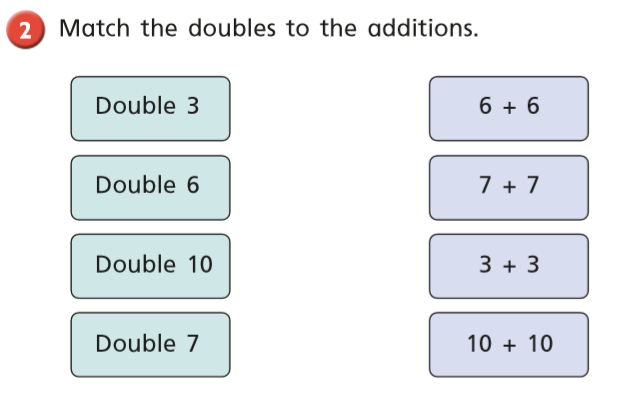 2 Match the doubles to the additions.
Double 3 6 + 6
Double 6 7 + 7
Double 10 3 + 3
Double 7 10 + 10